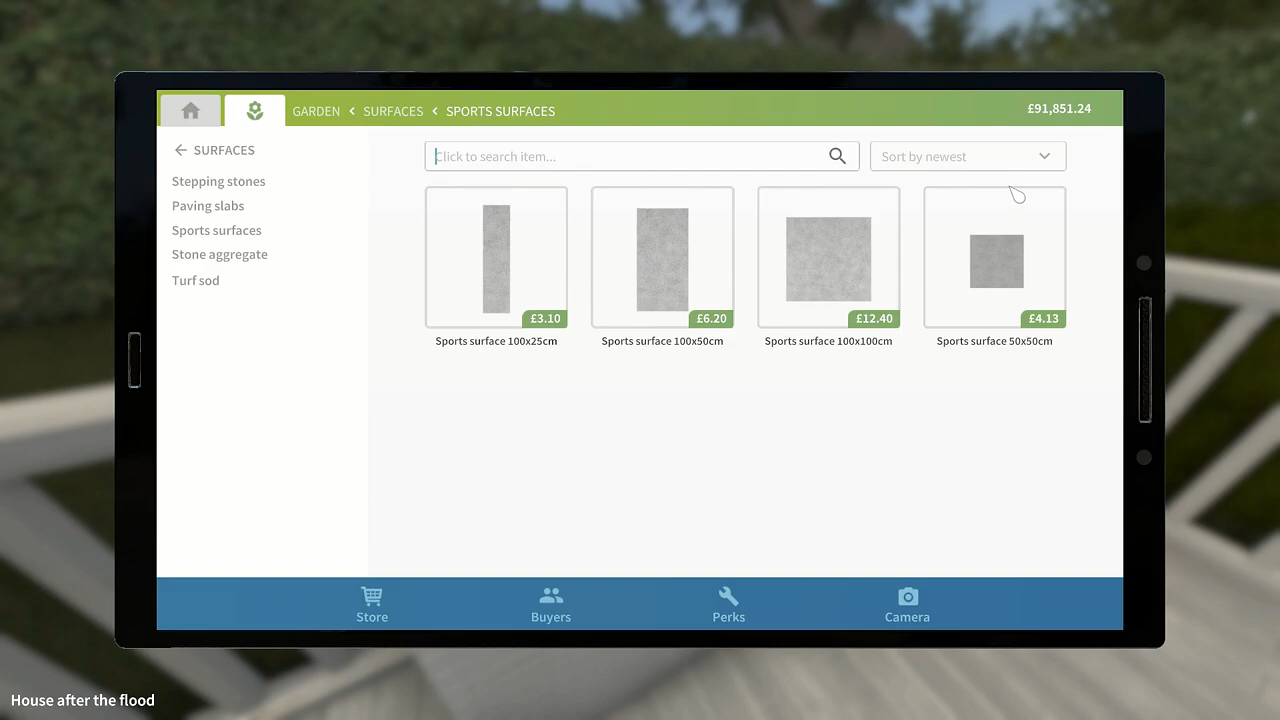 GARDEN < SURFACES < SPORTS SURFACES
£91,851.24
SURFACES
Stepping stones
Paving slabs
Sports surfaces
Stone aggregate
Turf sod
Click to search item...
Sort by newest
£3.10
£6.20
£12.40
£4.13
Sports surface 100x25cm
Sports surface 100x50cm
Sports surface 100x100cm
Sports surface 50x50cm
Store
Buyers
Perks
Camera
House after the flood